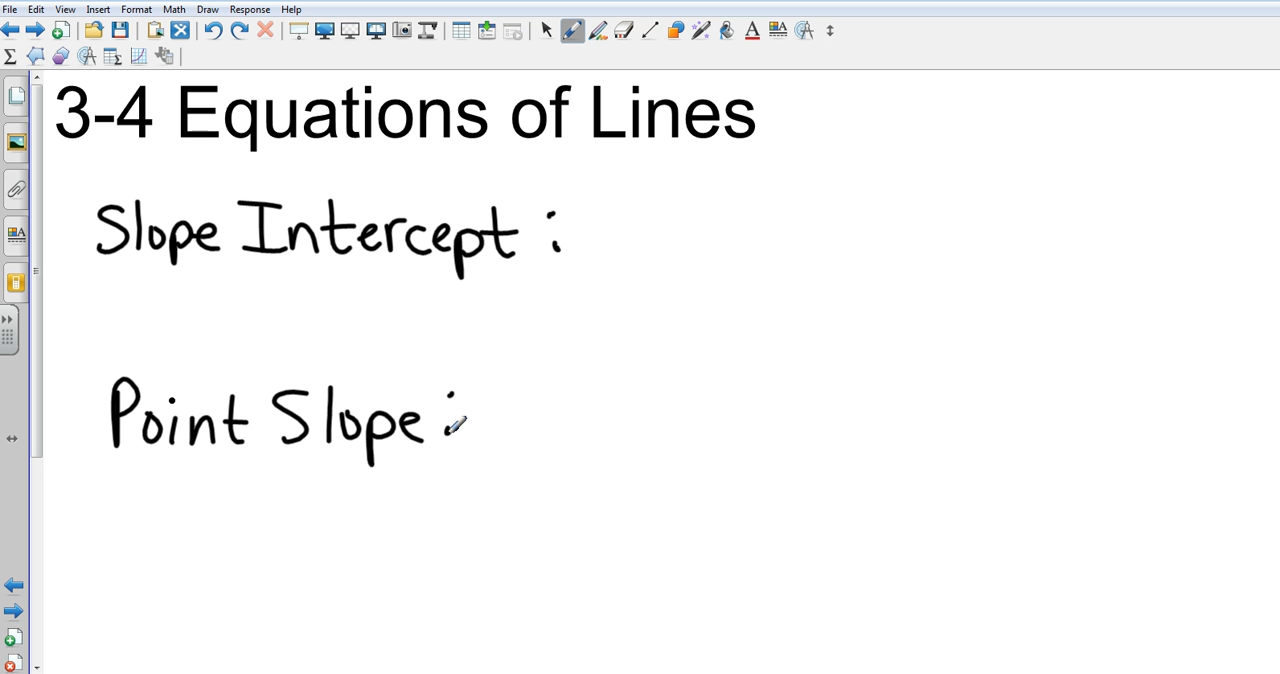 File Edit View Insert Format Math Draw Response Help
3-4 Equations of Lines
Slope Intercept :
Point Slope :